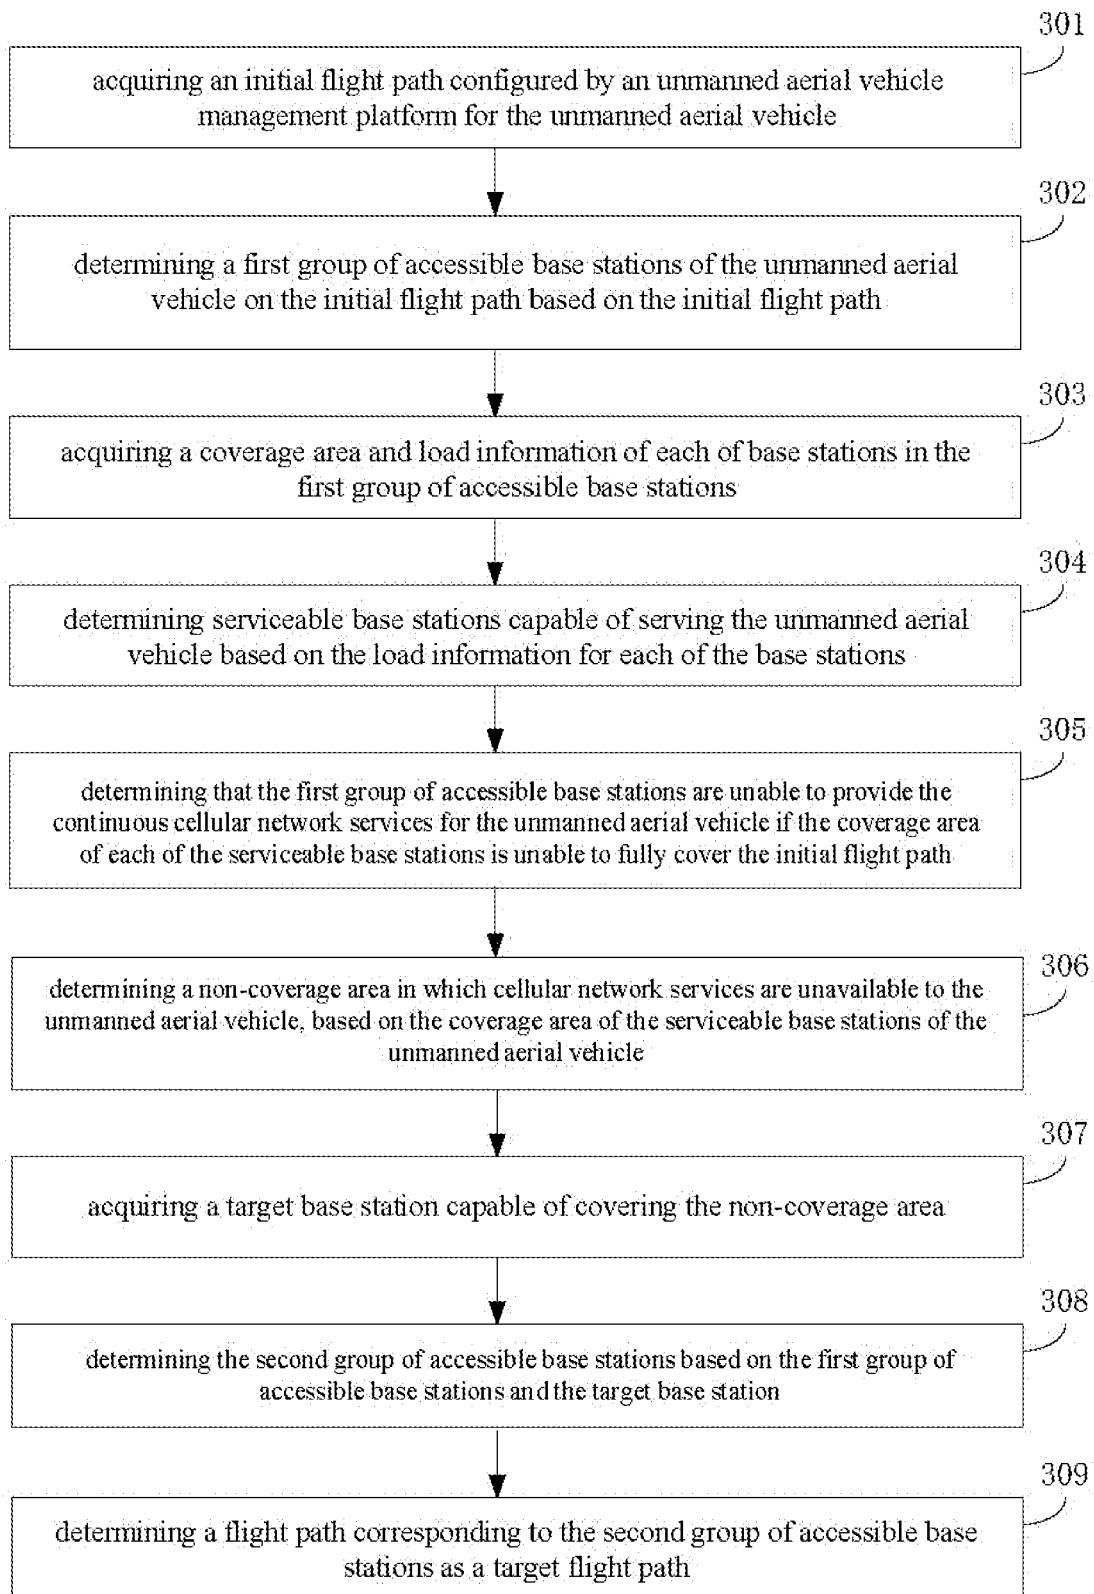 301
acquiring an initial flight path configured by an unmanned aerial vehicle
management platform for the unmanned aerial vehicle
302
determining a first group of accessible base stations of the unmanned aerial
vehicle on the initial flight path based on the initial flight path
303
acquiring a coverage area and load information of each of base stations in the
first group of accessible base stations
304
determining serviceable base stations capable of serving the unmanned aerial
vehicle based on the load information for each of the base stations
305
determining that the first group of accessible base stations are unable to provide the
continuous cellular network services for the unmanned aerial vehicle if the coverage area
of each of the serviceable base stations is unable to fully cover the initial flight path
306
determining a non-coverage area in which cellular network services are unavailable to the
unmanned aerial vehicle, based on the coverage area of the serviceable base stations of the
unmanned aerial vehicle
307
acquiring a target base station capable of covering the non-coverage area
308
determining the second group of accessible base stations based on the first group of
accessible base stations and the target base station
309
determining a flight path corresponding to the second group of accessible base
stations as a target flight path